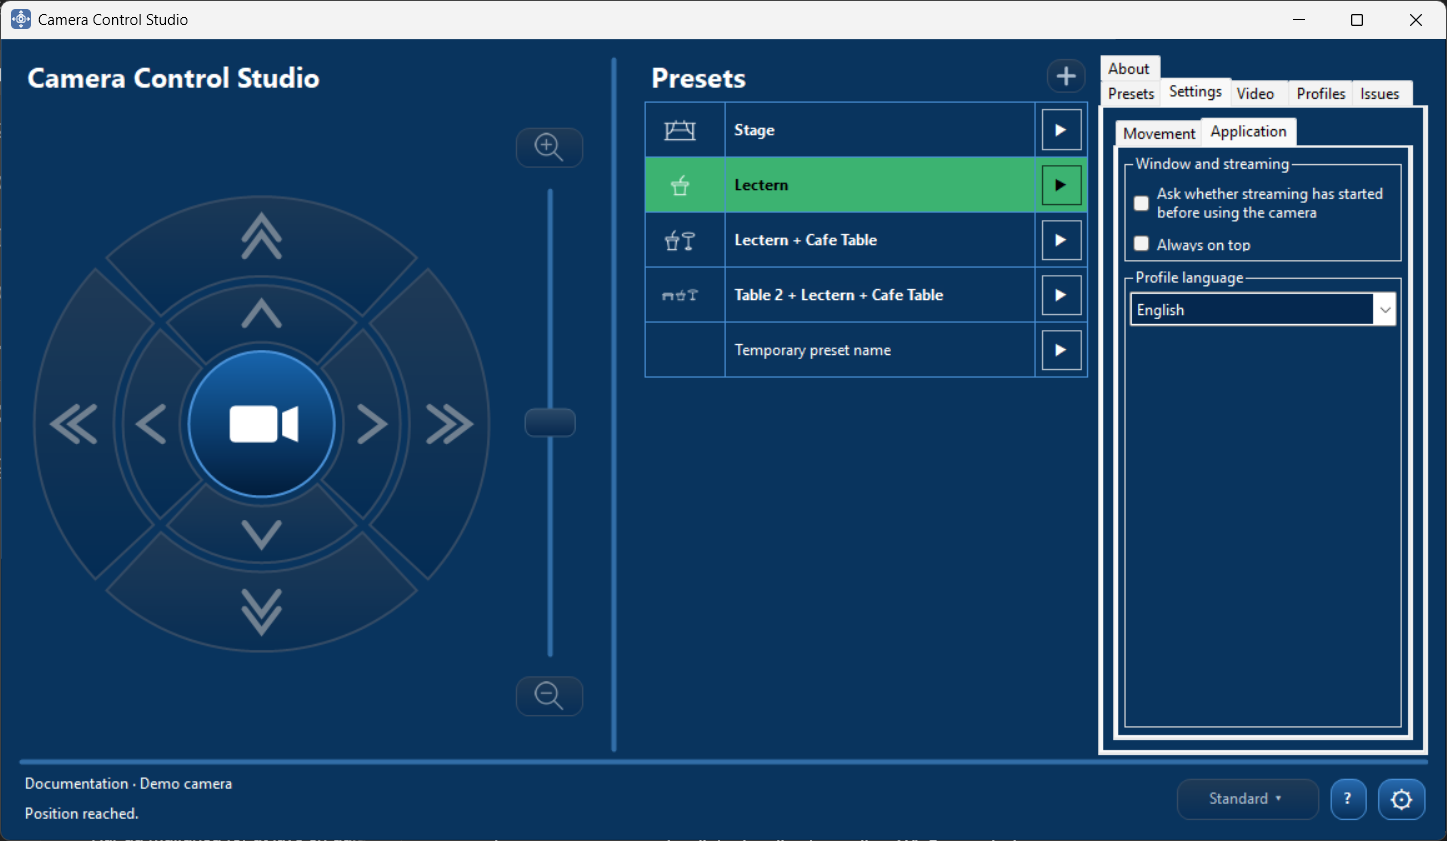 Camera Control Studio
Camera Control Studio
Presets
Stage
Lectern
Lectern + Cafe Table
Table 2 + Lectern + Cafe Table
Temporary preset name
About
Presets Settings Video Profiles Issues
Movement Application
Window and streaming
Ask whether streaming has started
before using the camera
Always on top
Profile language
English
Documentation · Demo camera
Position reached.
Standard
?